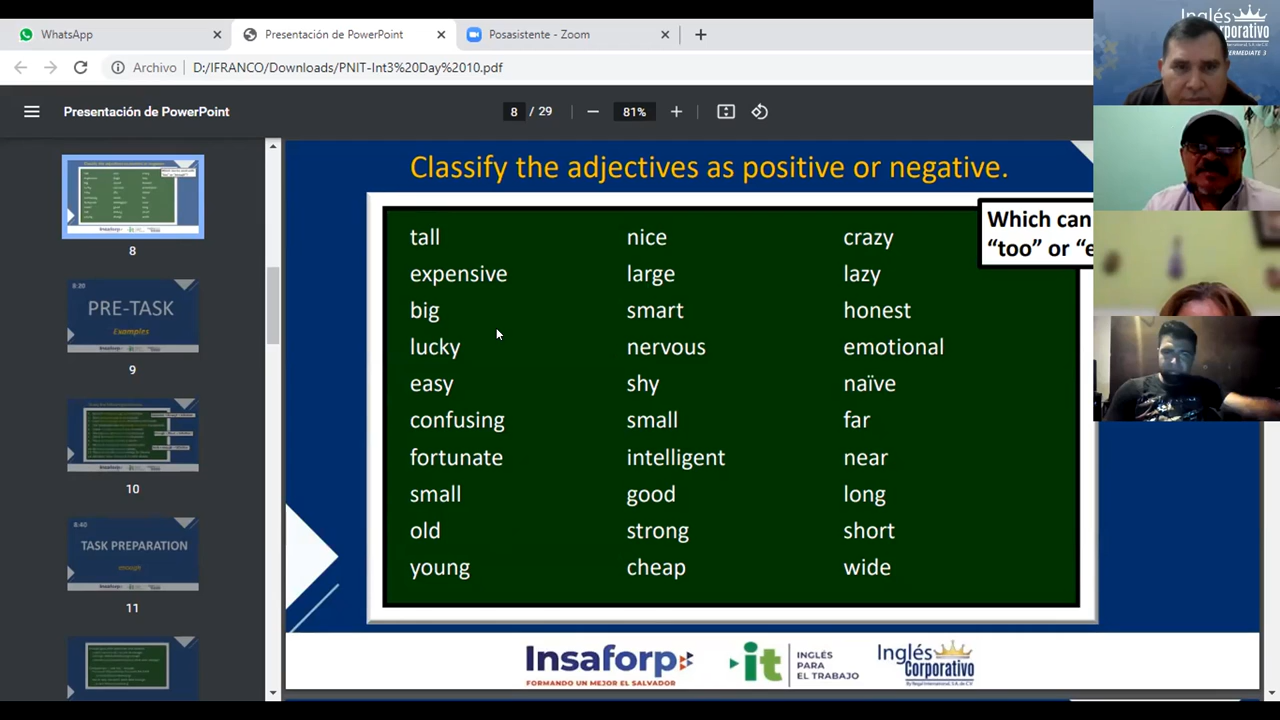 WhatsApp
Presentación de PowerPoint
Posasistente - Zoom
Archivo
D:/IFRANCO/Downloads/PNIT-Int3%20Day%2010.pdf
Presentación de PowerPoint
8 / 29
81%
Inglés
Corporativo
8
8:20
PRE-TASK
Examples
9
10
8:40
TASK PREPARATION
11
Classify the adjectives as positive or negative.
Which can
"too" or "e
tall nice crazy
expensive large lazy
big smart honest
lucky nervous emotional
easy shy naïve
confusing small far
fortunate intelligent near
small good long
old strong short
young cheap wide
Insaforp
FORMANDO UN MEJOR EL SALVADOR
it
INGLÉS
PARA
EL TRABAJO
Inglés
Corporativo